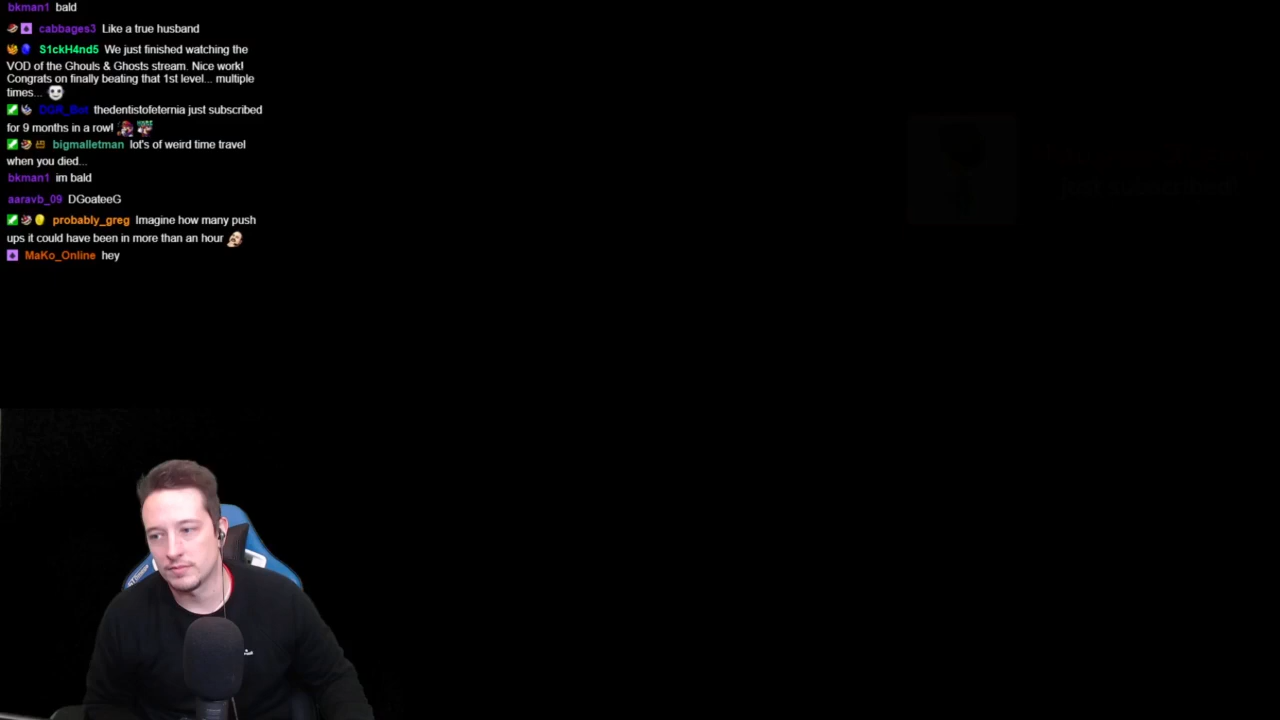 bkman1 bald
cabbages3 Like a true husband
S1ckH4nd5 We just finished watching the
VOD of the Ghouls & Ghosts stream. Nice work!
Congrats on finally beating that 1st level... multiple
times...
DGR_Bot thedentistofeternia just subscribed
for 9 months in a row!
bigmalletman lot's of weird time travel
when you died...
bkman1 im bald
aaravb_09 DGoateeG
probably_greg Imagine how many push
ups it could have been in more than an hour
MaKo_Online hey
just subscribed!